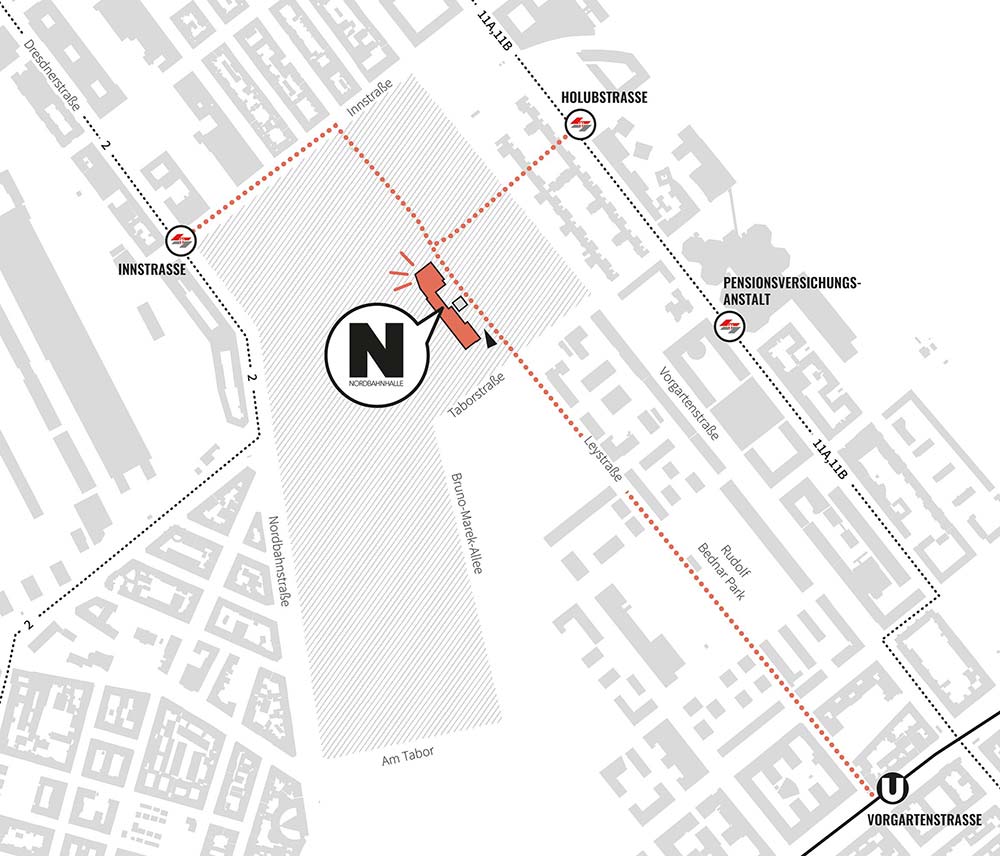 11A,11B
Dresdnerstraße
Innstraße
HOLUBSTRASSE
2
INNSTRASSE
PENSIONSVERSICHUNGS-
ANSTALT
N
NORDBAHNHALLE
2
Taborstraße
Vorgartenstraße
Leystraße
11A,11B
Bruno-Marek-Allee
Nordbahnstraße
Rudolf
Bednar Park
2
Am Tabor
U
VORGARTENSTRASSE